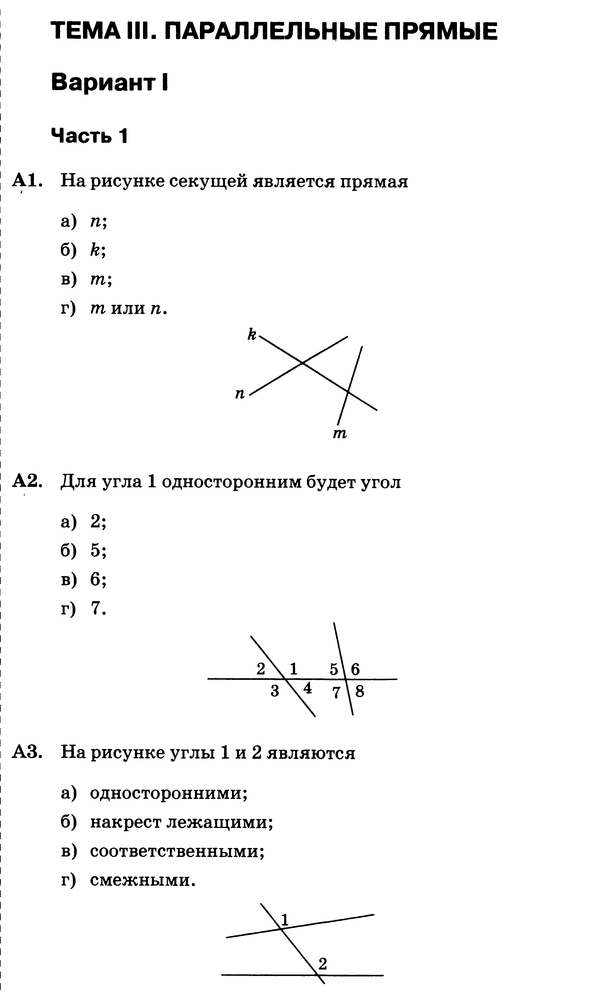 ТЕМА III. ПАРАЛЛЕЛЬНЫЕ ПРЯМЫЕ
Вариант I
Часть 1
А1. На рисунке секущей является прямая
а) n;
б) k;
в) m;
г) m или n.
k
n
m
А2. Для угла 1 односторонним будет угол
а) 2;
б) 5;
в) 6;
г) 7.
2 1 5 6
3 4 7 8
А3. На рисунке углы 1 и 2 являются
а) односторонними;
б) накрест лежащими;
в) соответственными;
г) смежными.
1
2